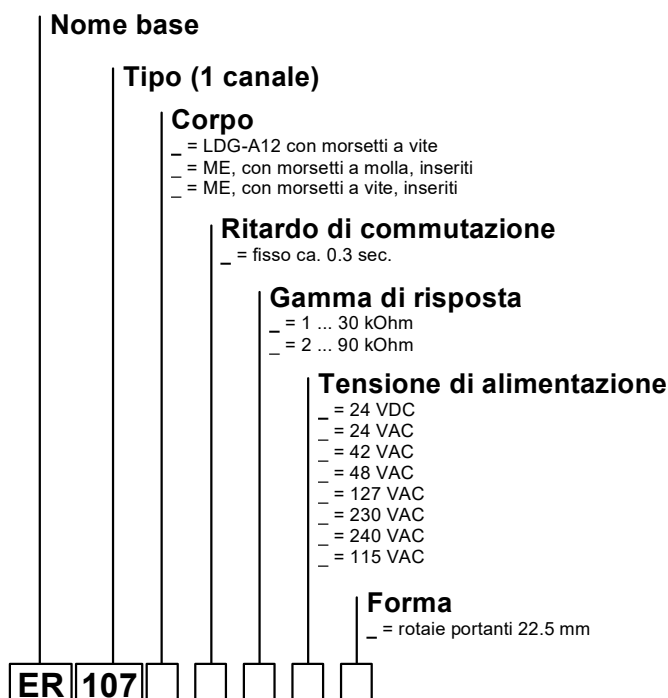 Nome base
Tipo (1 canale)
Corpo
_ = LDG-A12 con morsetti a vite
_ = ME, con morsetti a molla, inseriti
_ = ME, con morsetti a vite, inseriti
Ritardo di commutazione
_ = fisso ca. 0.3 sec.
Gamma di risposta
_ = 1 ... 30 kOhm
_ = 2 ... 90 kOhm
Tensione di alimentazione
_ = 24 VDC
_ = 24 VAC
_ = 42 VAC
_ = 48 VAC
_ = 127 VAC
_ = 230 VAC
_ = 240 VAC
_ = 115 VAC
Forma
_ = rotaie portanti 22.5 mm
ER 107